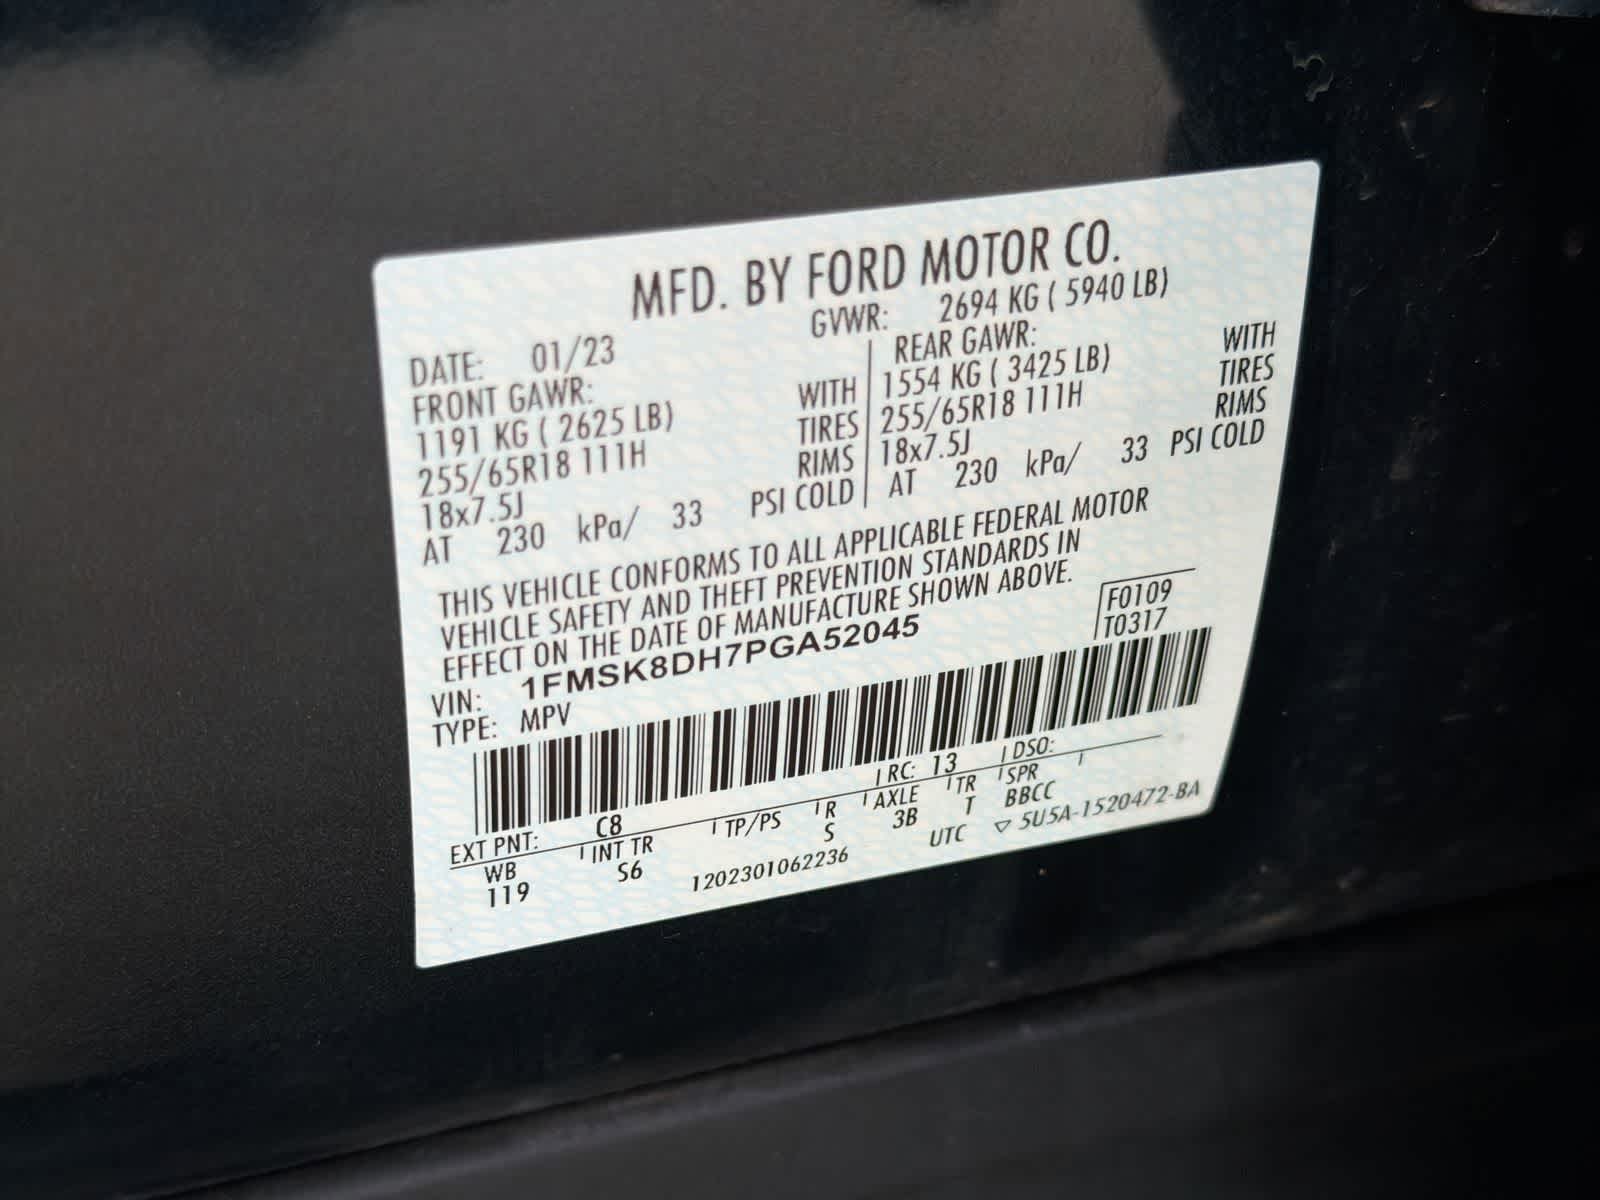 MFD. BY FORD MOTOR CO.
DATE: 01/23
GVWR: 2694 KG ( 5940 LB)
FRONT GAWR:
1191 KG ( 2625 LB) WITH
255/65R18 111H TIRES
18x7.5J RIMS
AT 230 kPa/ 33 PSI COLD
REAR GAWR:
1554 KG ( 3425 LB) WITH
255/65R18 111H TIRES
18x7.5J RIMS
AT 230 kPa/ 33 PSI COLD
THIS VEHICLE CONFORMS TO ALL APPLICABLE FEDERAL MOTOR
VEHICLE SAFETY AND THEFT PREVENTION STANDARDS IN
EFFECT ON THE DATE OF MANUFACTURE SHOWN ABOVE.
F0109
T0317
VIN: 1FMSK8DH7PGA52045
TYPE: MPV
EXT PNT: C8 RC: 13 DSO:
WB INT TR TP/PS R AXLE TR SPR
119 S6 S 3B T BBCC
1202301062236 UTC ▽ 5U5A-1520472-BA